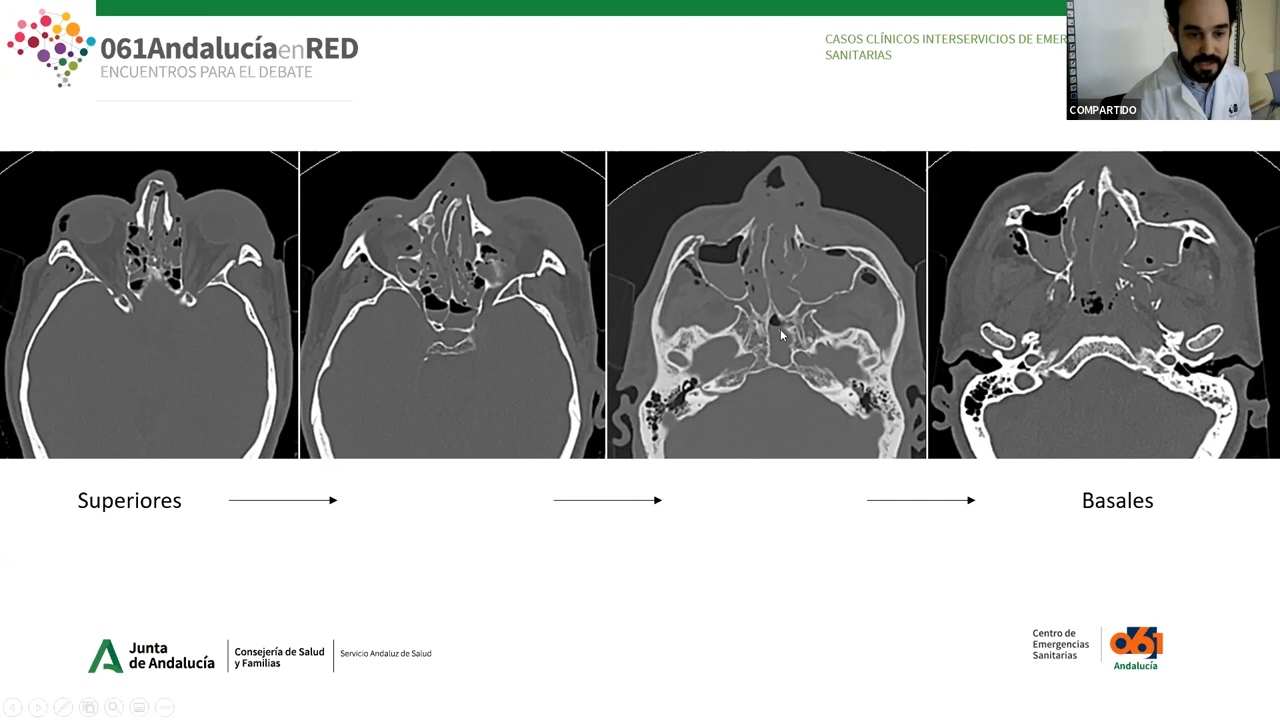 061AndalucíaenRED
ENCUENTROS PARA EL DEBATE
CASOS CLÍNICOS INTERSERVICIOS DE EMER
SANITARIAS
COMPARTIDO
Superiores
Basales
Junta
de Andalucía
Consejería de Salud
y Familias
Servicio Andaluz de Salud
Centro de
Emergencias
Sanitarias
061
Andalucía